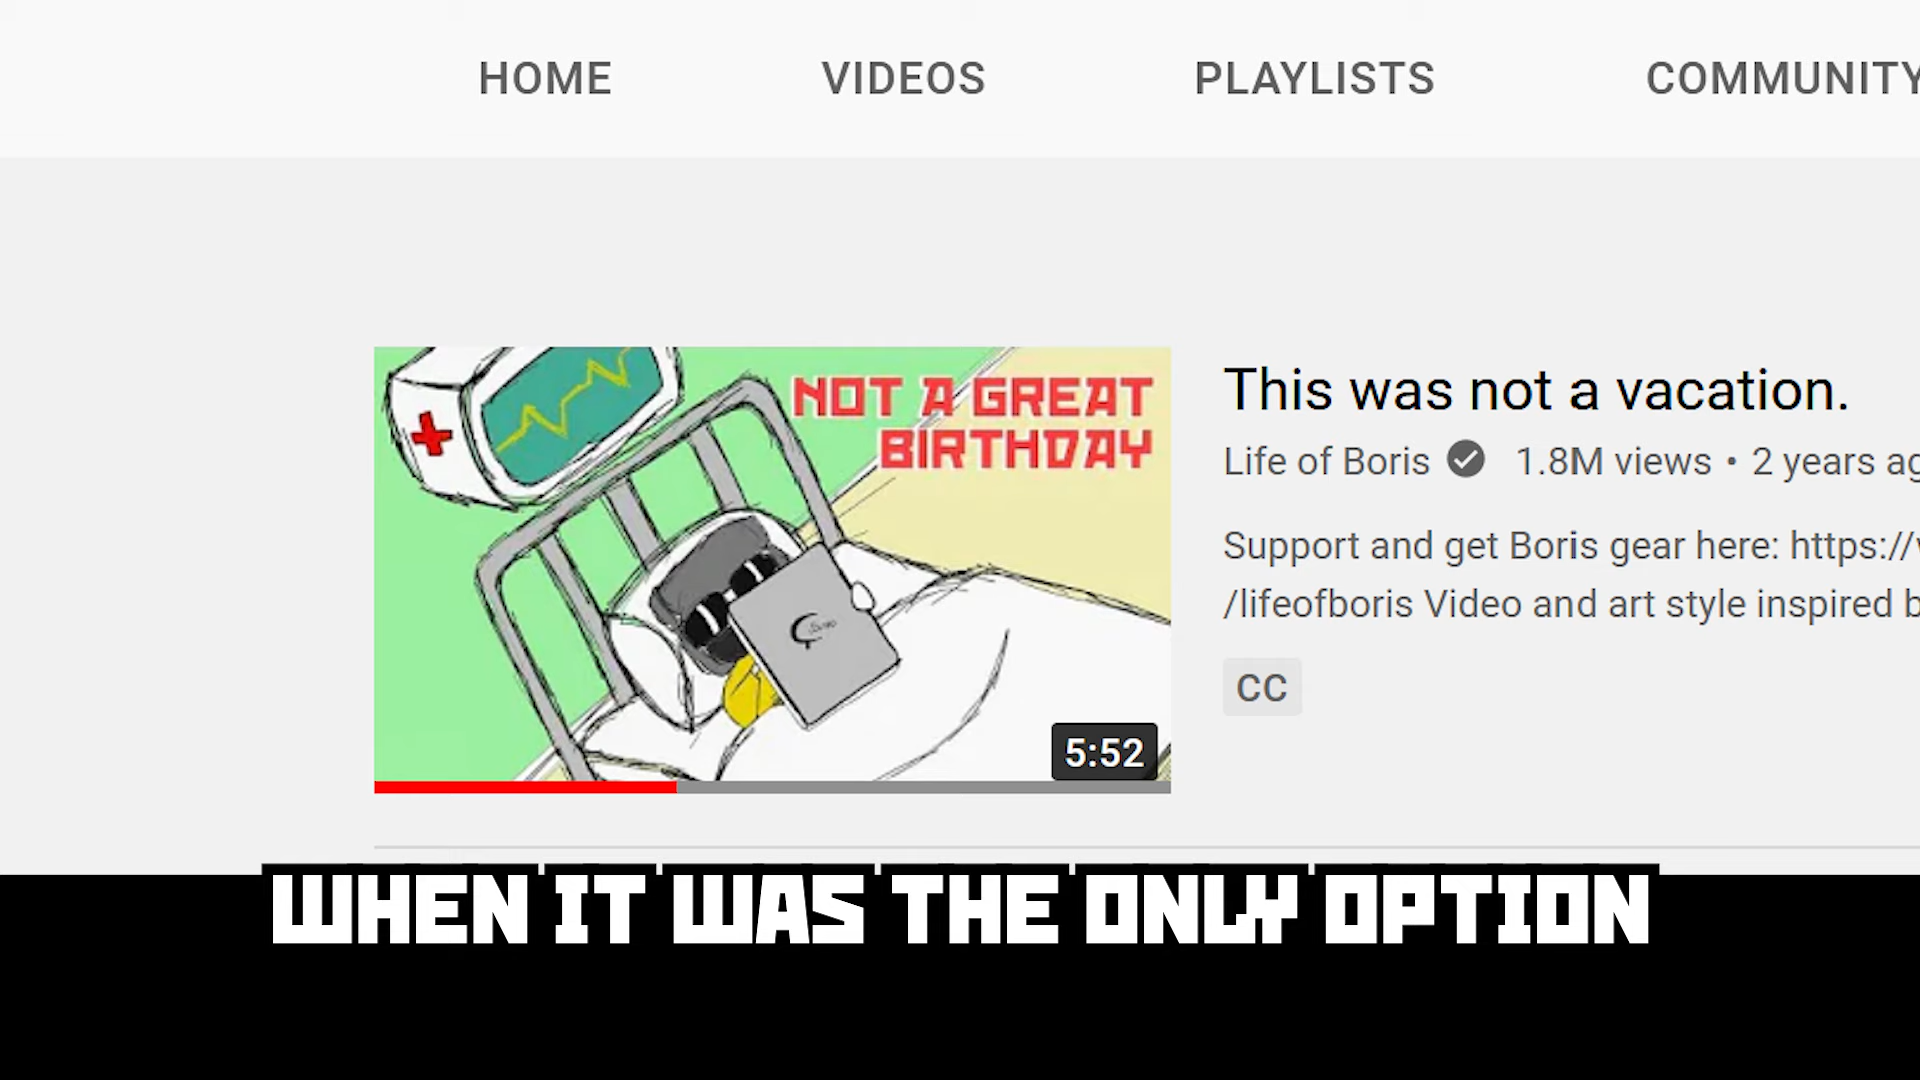 HOME VIDEOS PLAYLISTS COMMUNITY
NOT A GREAT
BIRTHDAY
5:52
This was not a vacation.
Life of Boris 1.8M views • 2 years ag
Support and get Boris gear here: https://
/lifeofboris Video and art style inspired b
CC
WHEN IT WAS THE ONLY OPTION